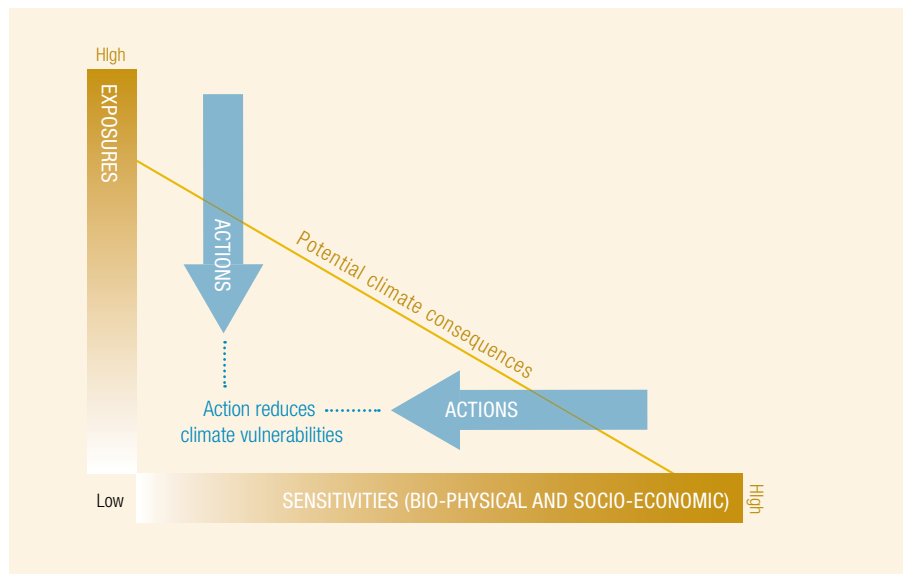 HIgh
EXPOSURES
ACTIONS
Potential climate consequences
Action reduces
climate vulnerabilities
ACTIONS
Low
SENSITIVITIES (BIO-PHYSICAL AND SOCIO-ECONOMIC)
HIgh